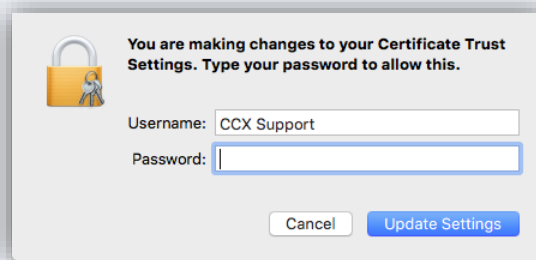 You are making changes to your Certificate Trust
Settings. Type your password to allow this.
Username: CCX Support
Password:
Cancel Update Settings